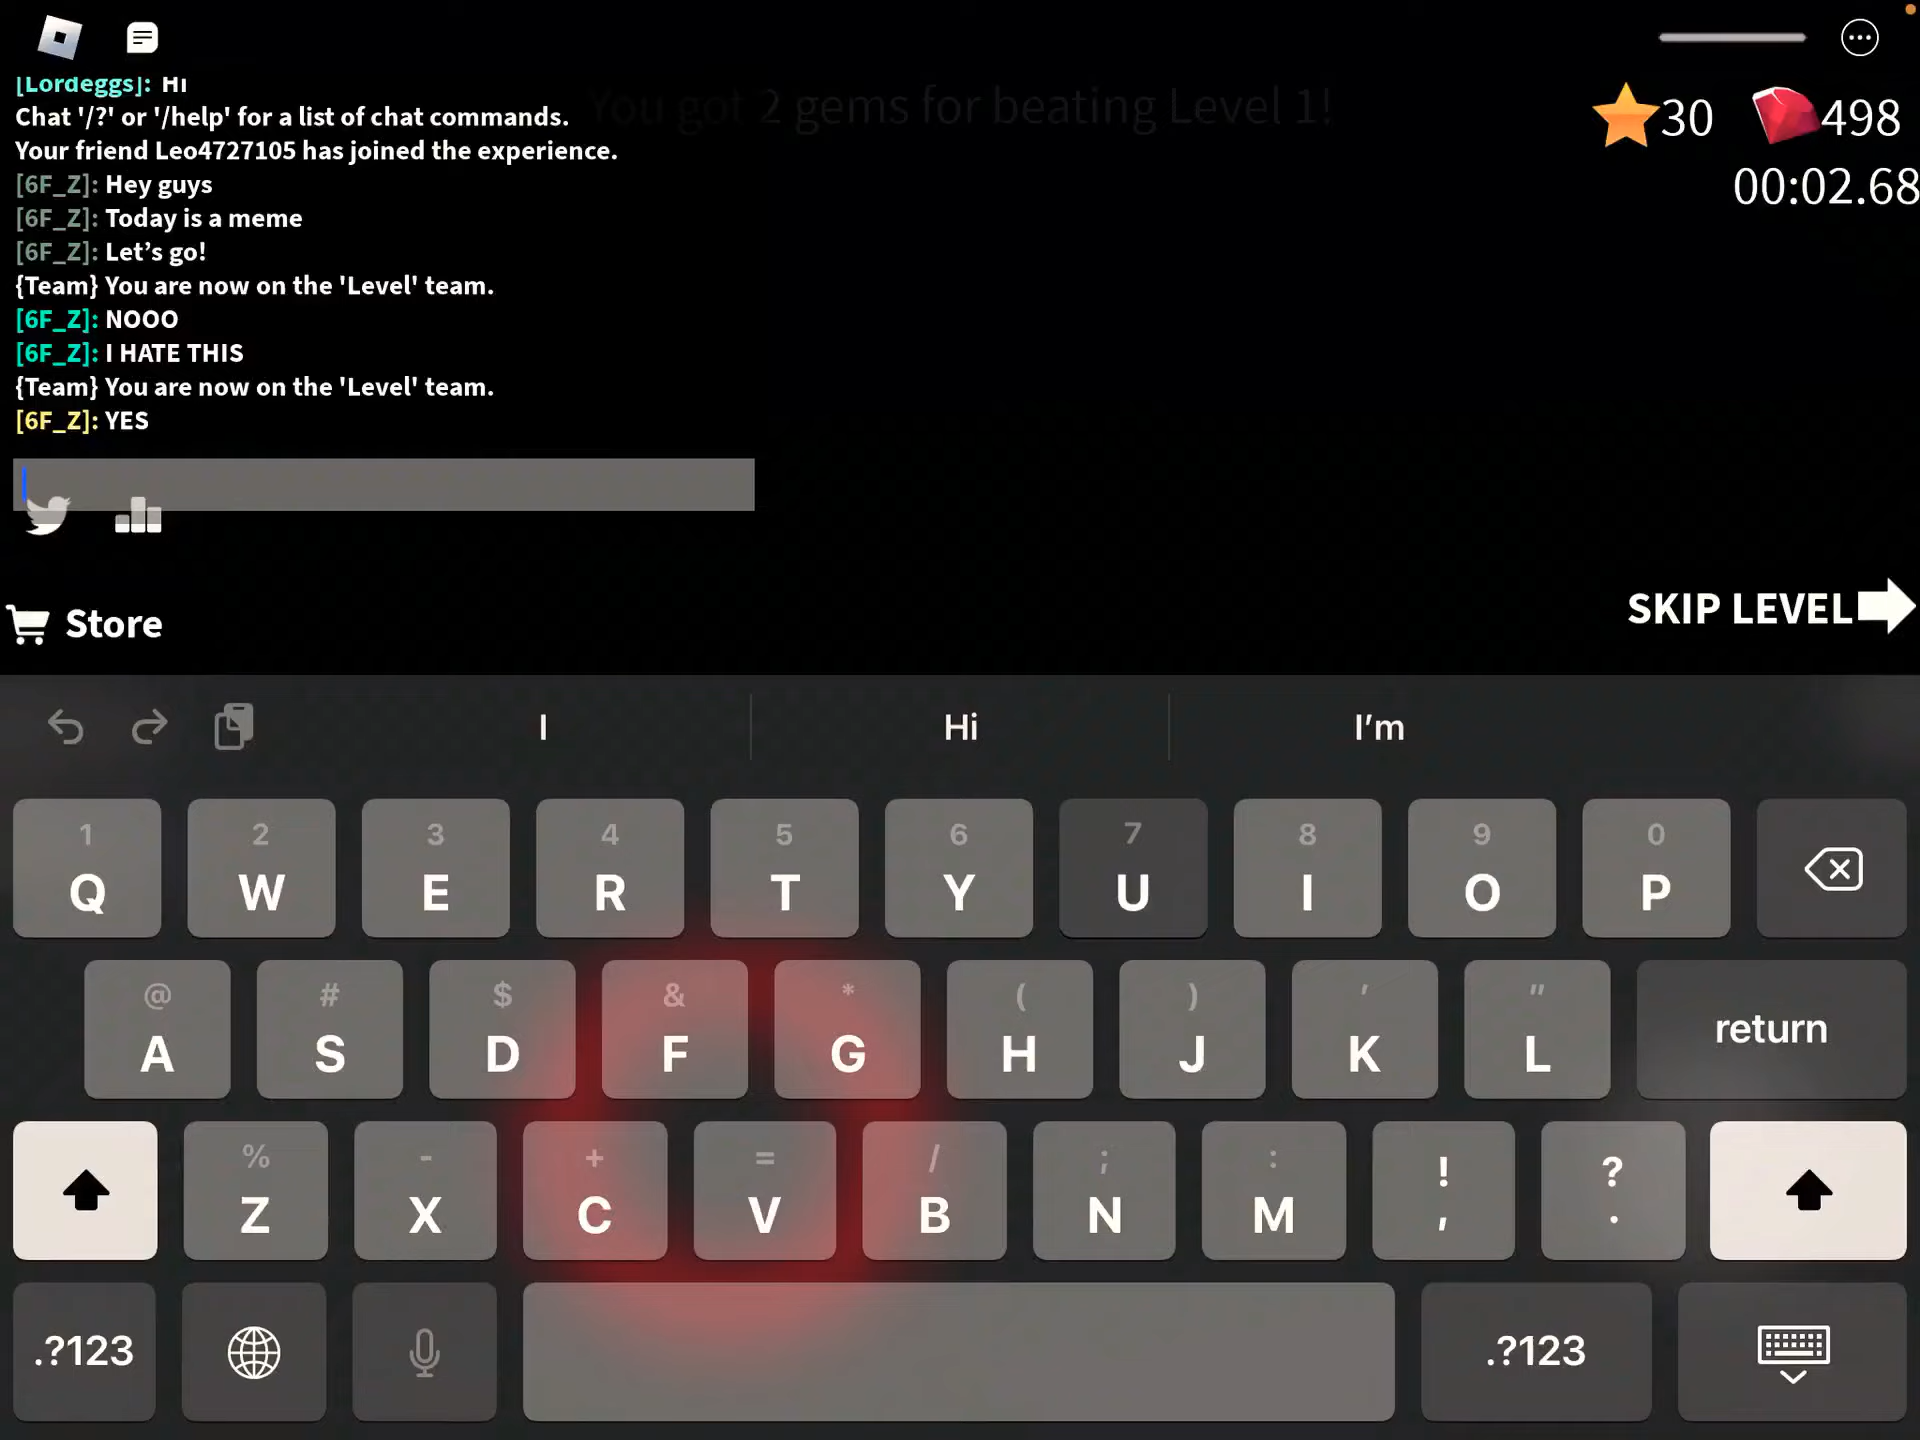 [Lordeggs]: Hi
Chat '/?' or '/help' for a list of chat commands.
Your friend Leo4727105 has joined the experience.
[6F_Z]: Hey guys
[6F_Z]: Today is a meme
[6F_Z]: Let’s go!
{Team} You are now on the 'Level' team.
[6F_Z]: NOOO
[6F_Z]: I HATE THIS
{Team} You are now on the 'Level' team.
[6F_Z]: YES
You got 2 gems for beating Level 1!
30 498
00:02.68
Store
SKIP LEVEL
I Hi I’m
1 2 3 4 5 6 7 8 9 0
Q W E R T Y U I O P
@ # $ & * ( ) ' "
A S D F G H J K L return
% - + = / ; : ! ?
Z X C V B N M , .
.?123 .?123